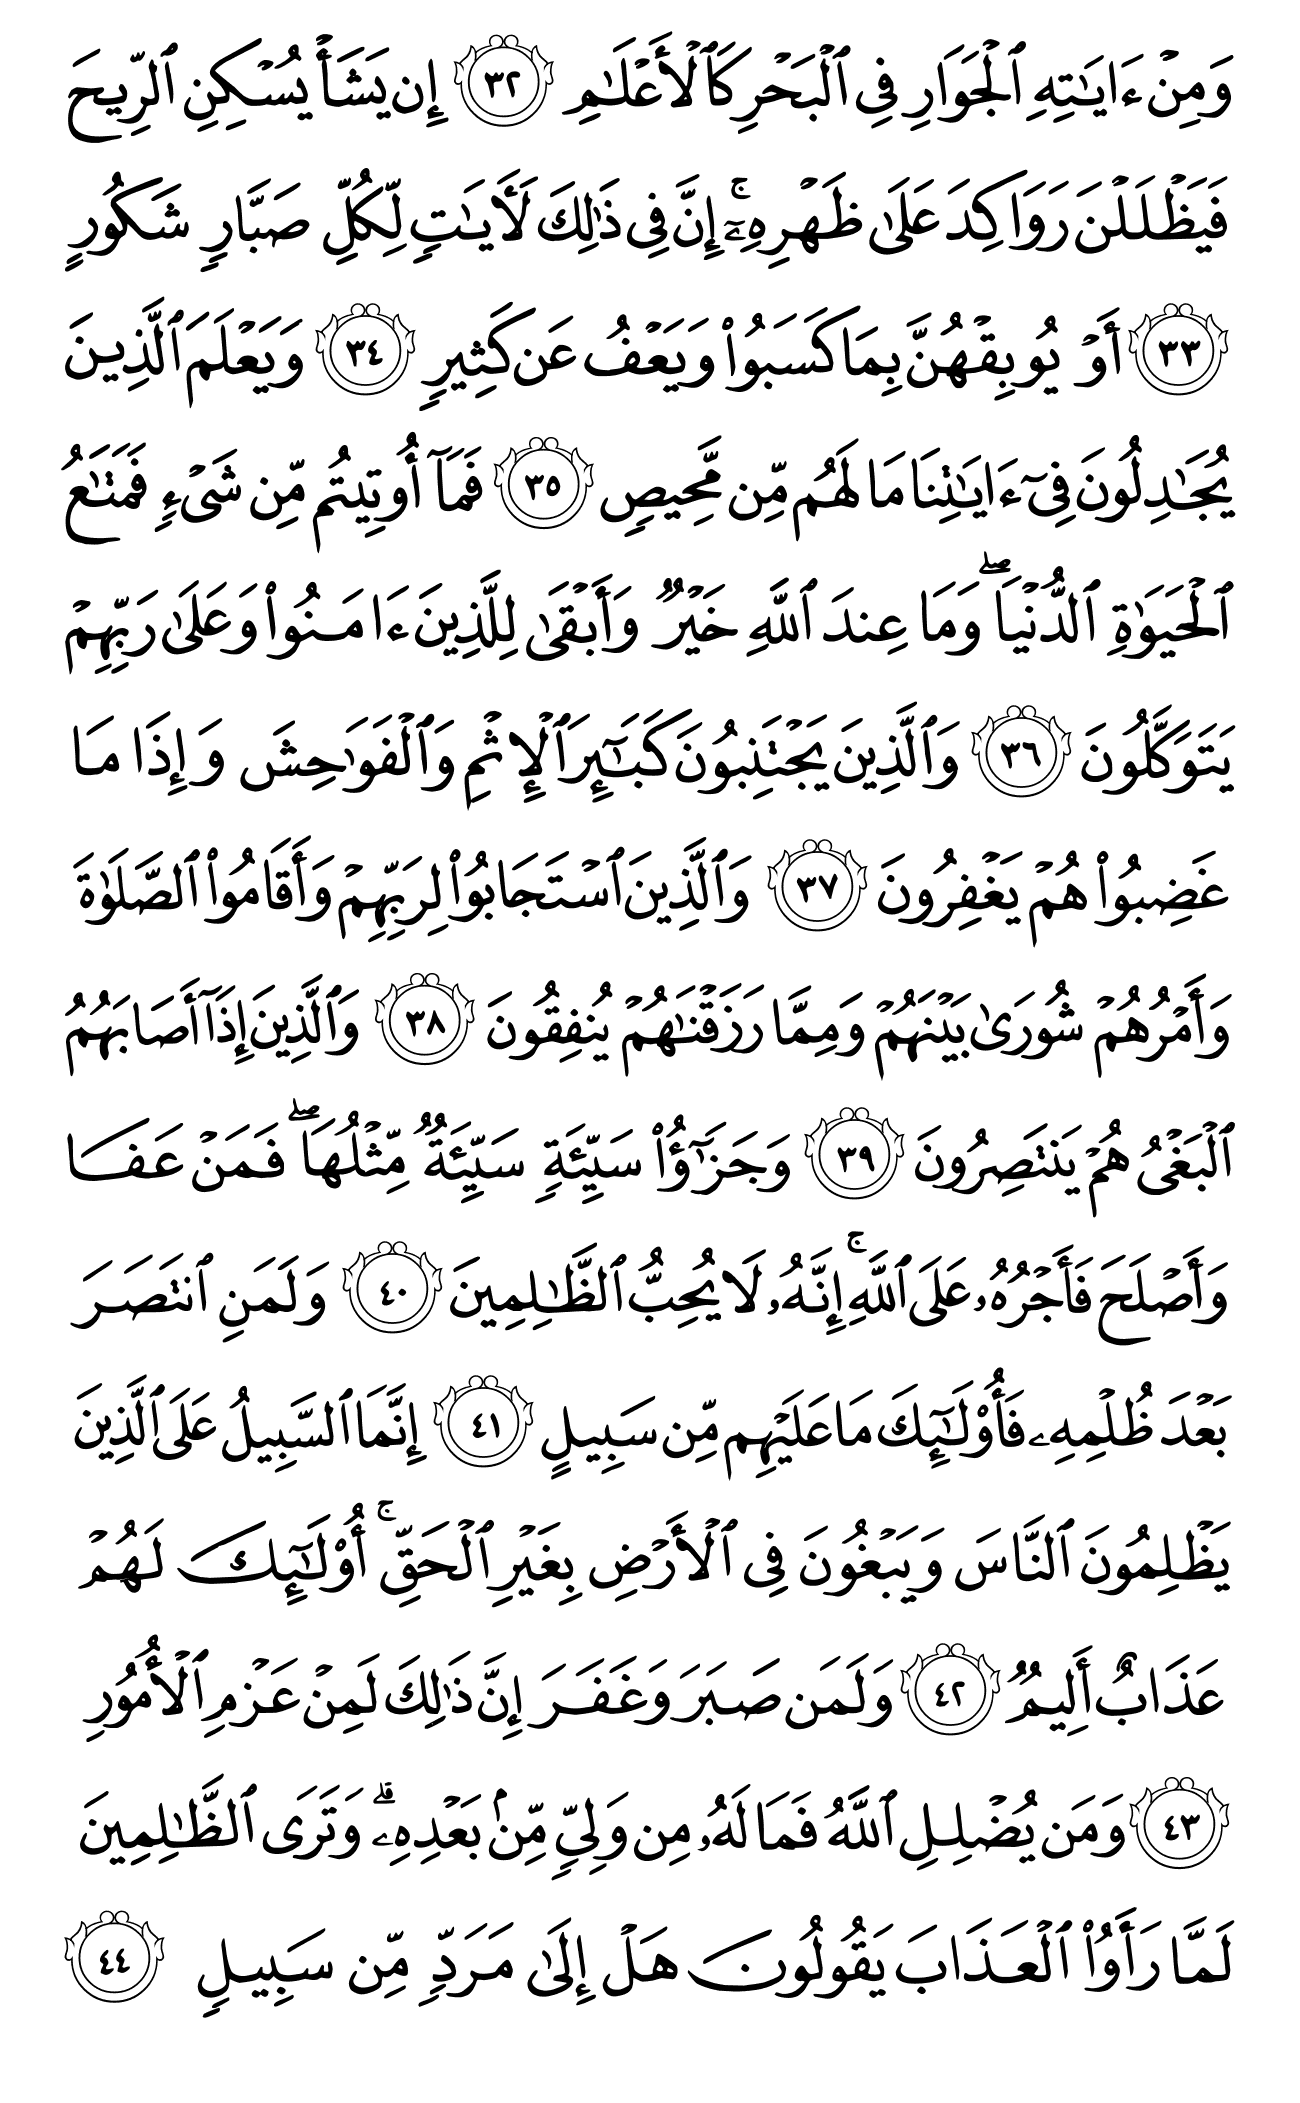 وَمِنْ ءَايَٰتِهِ ٱلْجَوَارِ فِى ٱلْبَحْرِ كَٱلْأَعْلَٰمِ ٣٢ إِن يَشَأْ يُسْكِنِ ٱلرِّيحَ
فَيَظْلَلْنَ رَوَاكِدَ عَلَىٰ ظَهْرِهِۦٓ ۚ إِنَّ فِى ذَٰلِكَ لَـَٔايَٰتٍ لِّكُلِّ صَبَّارٍ شَكُورٍ
٣٣ أَوْ يُوبِقْهُنَّ بِمَا كَسَبُوا۟ وَيَعْفُ عَن كَثِيرٍ ٣٤ وَيَعْلَمَ ٱلَّذِينَ
يُجَٰدِلُونَ فِىٓ ءَايَٰتِنَا مَا لَهُم مِّن مَّحِيصٍ ٣٥ فَمَآ أُوتِيتُم مِّن شَىْءٍ فَمَتَٰعُ
ٱلْحَيَوٰةِ ٱلدُّنْيَا ۖ وَمَا عِندَ ٱللَّهِ خَيْرٌ وَأَبْقَىٰ لِلَّذِينَ ءَامَنُوا۟ وَعَلَىٰ رَبِّهِمْ
يَتَوَكَّلُونَ ٣٦ وَٱلَّذِينَ يَجْتَنِبُونَ كَبَٰٓئِرَ ٱلْإِثْمِ وَٱلْفَوَٰحِشَ وَإِذَا مَا
غَضِبُوا۟ هُمْ يَغْفِرُونَ ٣٧ وَٱلَّذِينَ ٱسْتَجَابُوا۟ لِرَبِّهِمْ وَأَقَامُوا۟ ٱلصَّلَوٰةَ
وَأَمْرُهُمْ شُورَىٰ بَيْنَهُمْ وَمِمَّا رَزَقْنَٰهُمْ يُنفِقُونَ ٣٨ وَٱلَّذِينَ إِذَآ أَصَابَهُمُ
ٱلْبَغْىُ هُمْ يَنتَصِرُونَ ٣٩ وَجَزَٰٓؤُا۟ سَيِّئَةٍ سَيِّئَةٌ مِّثْلُهَا ۖ فَمَنْ عَفَا
وَأَصْلَحَ فَأَجْرُهُۥ عَلَى ٱللَّهِ ۚ إِنَّهُۥ لَا يُحِبُّ ٱلظَّٰلِمِينَ ٤٠ وَلَمَنِ ٱنتَصَرَ
بَعْدَ ظُلْمِهِۦ فَأُو۟لَٰٓئِكَ مَا عَلَيْهِم مِّن سَبِيلٍ ٤١ إِنَّمَا ٱلسَّبِيلُ عَلَى ٱلَّذِينَ
يَظْلِمُونَ ٱلنَّاسَ وَيَبْغُونَ فِى ٱلْأَرْضِ بِغَيْرِ ٱلْحَقِّ ۚ أُو۟لَٰٓئِكَ لَهُمْ
عَذَابٌ أَلِيمٌ ٤٢ وَلَمَن صَبَرَ وَغَفَرَ إِنَّ ذَٰلِكَ لَمِنْ عَزْمِ ٱلْأُمُورِ
٤٣ وَمَن يُضْلِلِ ٱللَّهُ فَمَا لَهُۥ مِن وَلِىٍّ مِّنۢ بَعْدِهِۦ ۗ وَتَرَى ٱلظَّٰلِمِينَ
لَمَّا رَأَوُا۟ ٱلْعَذَابَ يَقُولُونَ هَلْ إِلَىٰ مَرَدٍّ مِّن سَبِيلٍ ٤٤